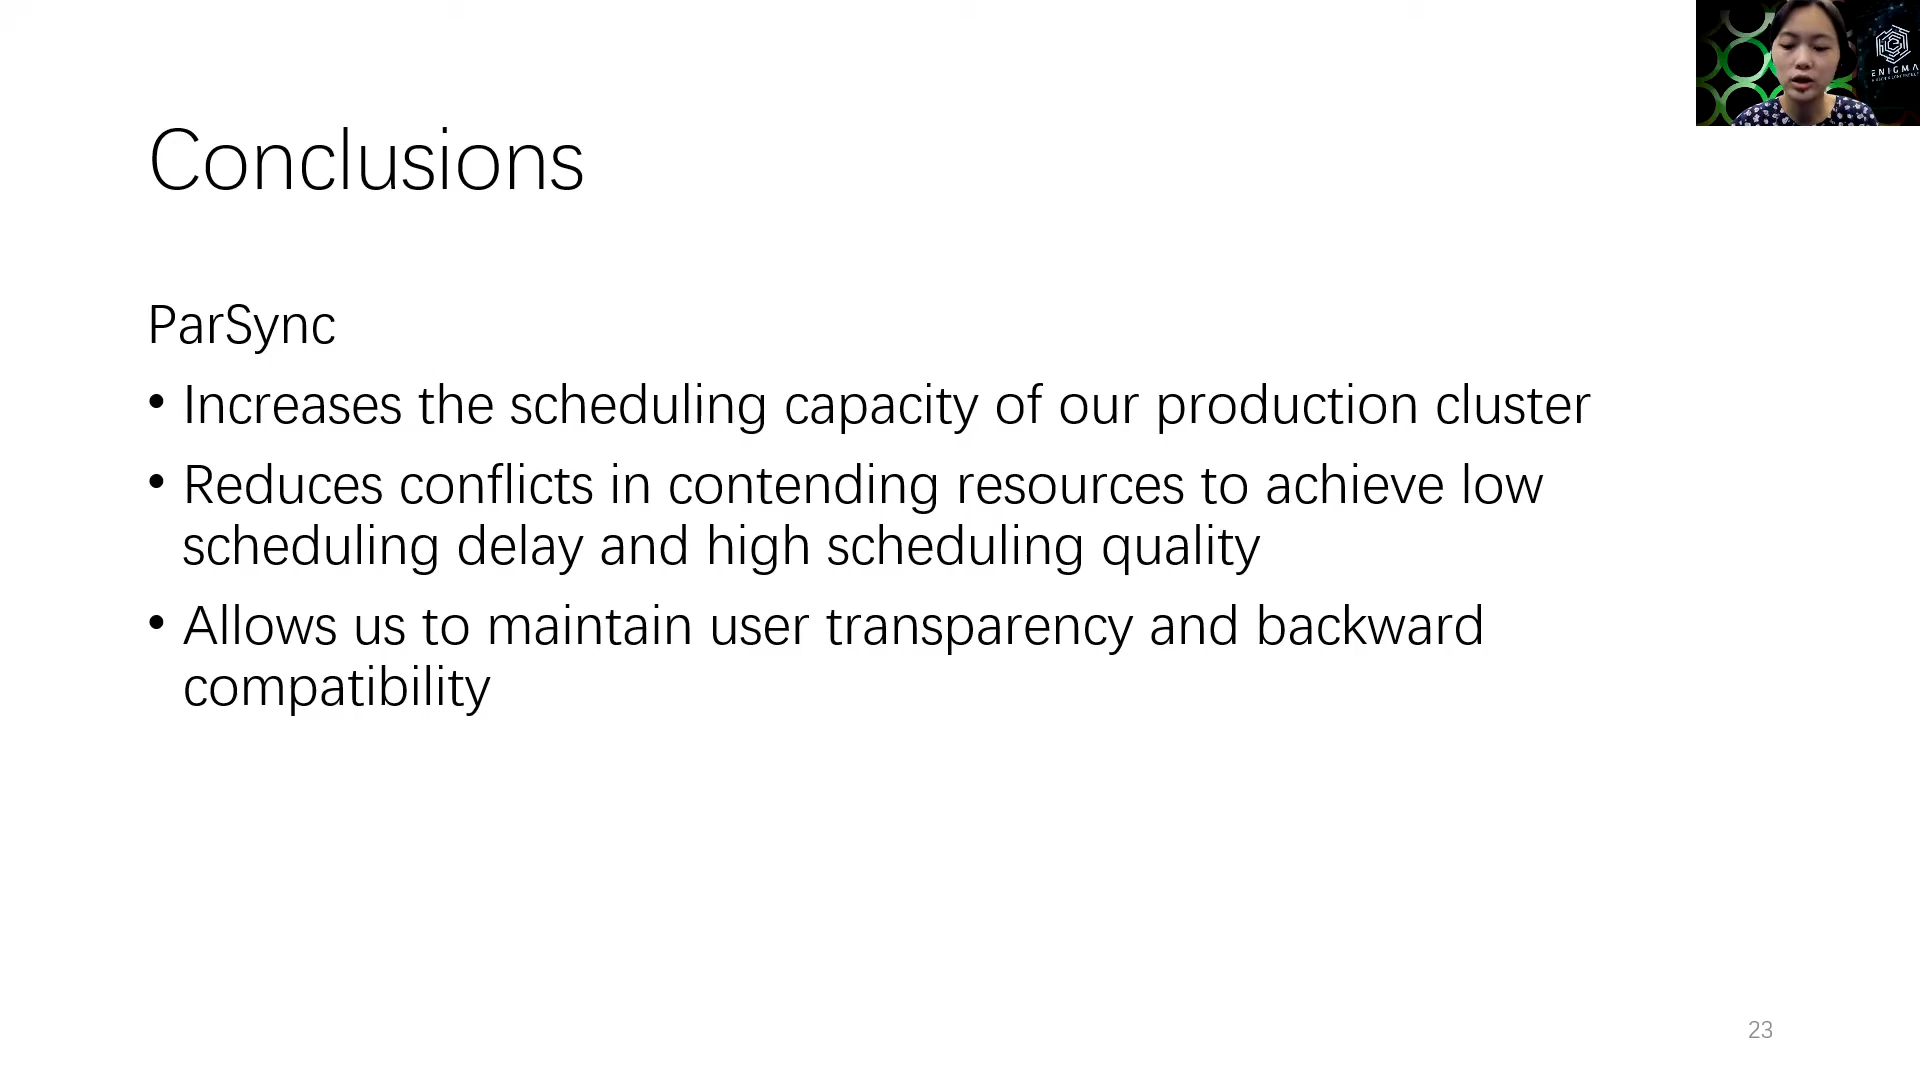 Conclusions
ParSync
• Increases the scheduling capacity of our production cluster
• Reduces conflicts in contending resources to achieve low
scheduling delay and high scheduling quality
• Allows us to maintain user transparency and backward
compatibility
ENIGMA
23